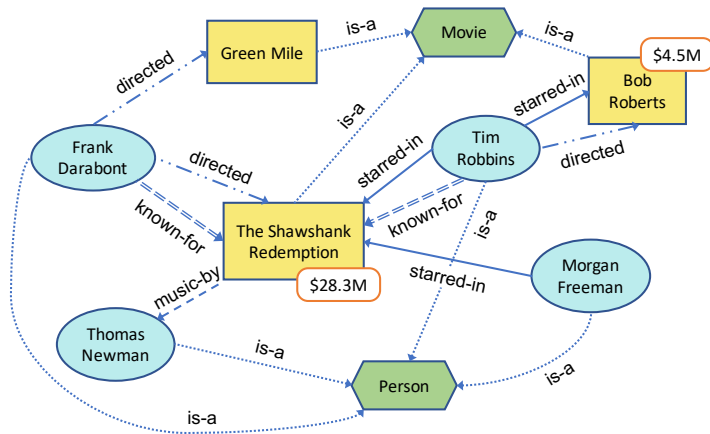 Green Mile
is-a
Movie
is-a
$4.5M
Bob
Roberts
directed
starred-in
is-a
Frank
Darabont
directed
starred-in
Tim
Robbins
directed
known-for
The Shawshank
Redemption
known-for
is-a
$28.3M
starred-in
Morgan
Freeman
music-by
Thomas
Newman
is-a
Person
is-a
is-a